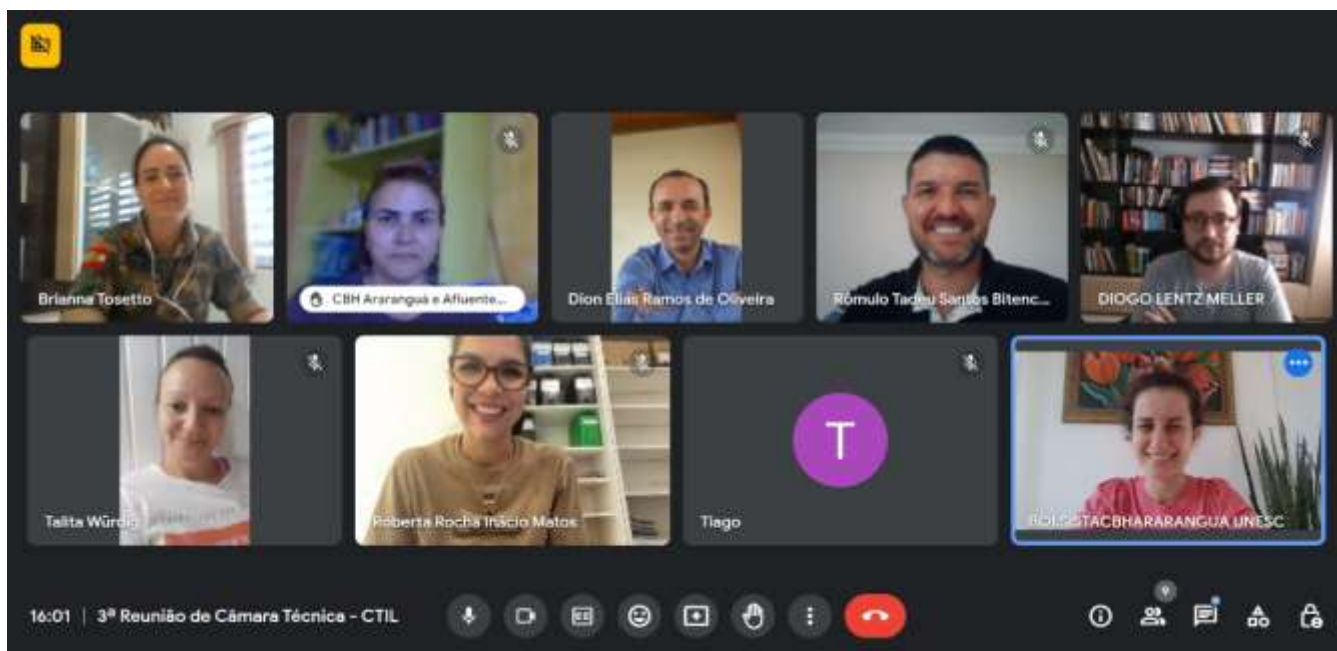 Brianna Tosetto
CBH Araranguá e Afluente...
Dion Elias Ramos de Oliveira
Rômulo Tadeu Santos Bitenc...
DIOGO LENTZ MELLER
Talita Würdig
Roberta Rocha Inácio Matos
T
Tiago
BOLSISTACBHARARANGUA UNESC
16:01 | 3ª Reunião de Câmara Técnica - CTIL
9